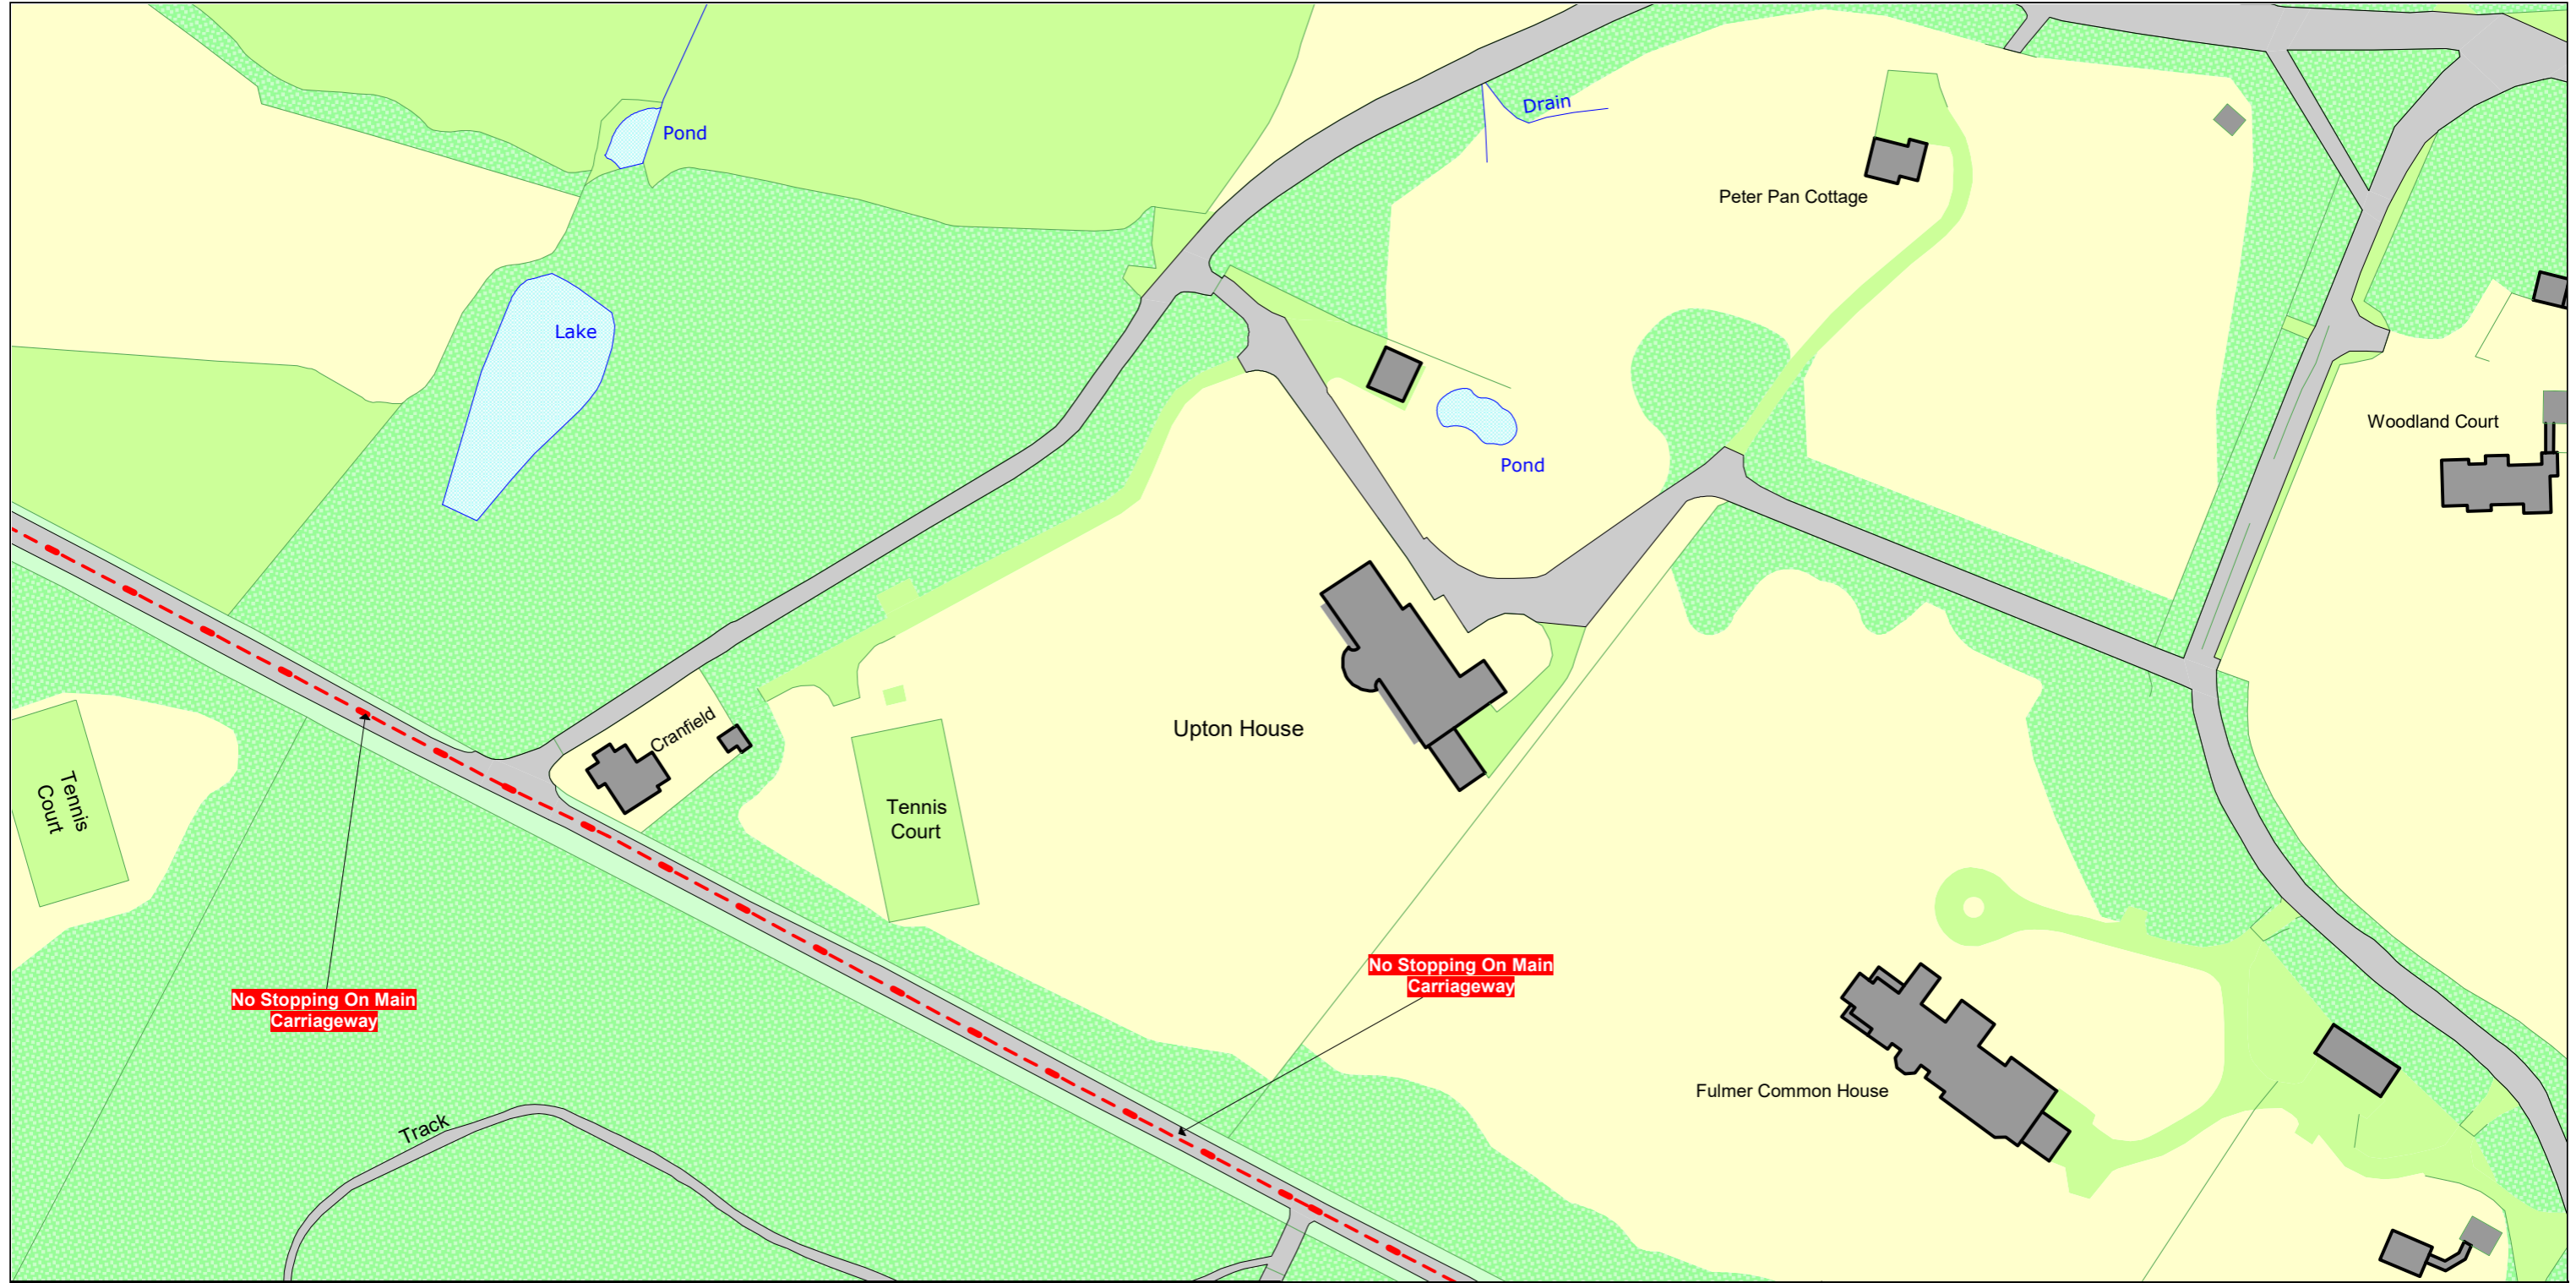 Drain
Pond
Peter Pan Cottage
Lake
Woodland Court
Pond
Cranfield
Upton House
Tennis
Court
Tennis
Court
No Stopping On Main
Carriageway
No Stopping On Main
Carriageway
Fulmer Common House
Track